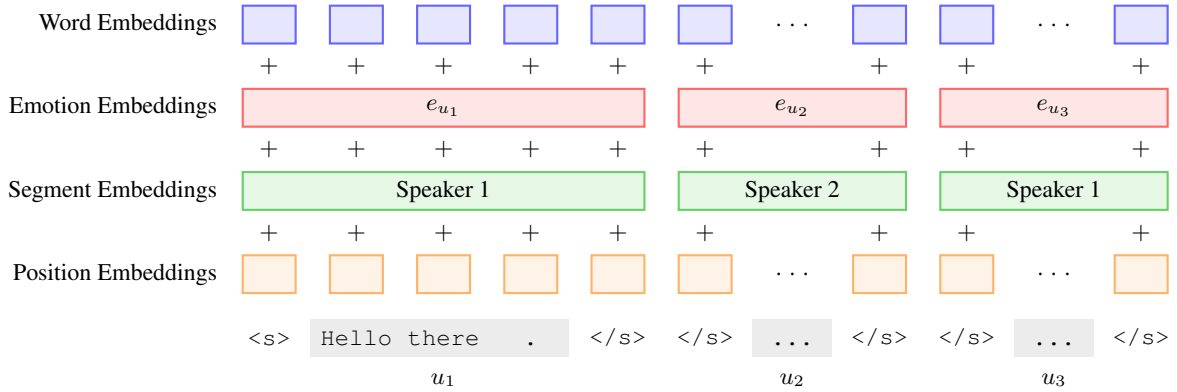 Word Embeddings ... ...
+ + + + + + + + +
Emotion Embeddings e_{u_1} e_{u_2} e_{u_3}
+ + + + + + + + +
Segment Embeddings Speaker 1 Speaker 2 Speaker 1
+ + + + + + + + +
Position Embeddings ... ...
<s> Hello there . </s> </s> ... </s> </s> ... </s>
u_1 u_2 u_3